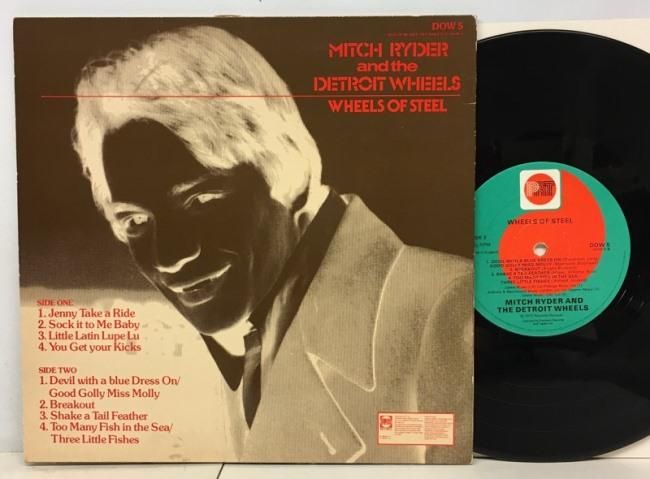 DOW 5
MITCH RYDER
and the
DETROIT WHEELS
WHEELS OF STEEL
SIDE ONE
1. Jenny Take a Ride
2. Sock it to Me Baby
3. Little Latin Lupe Lu
4. You Get your Kicks
SIDE TWO
1. Devil with a blue Dress On/
Good Golly Miss Molly
2. Breakout
3. Shake a Tail Feather
4. Too Many Fish in the Sea/
Three Little Fishes
WHEELS OF STEEL
DOW 5
MITCH RYDER AND
THE DETROIT WHEELS